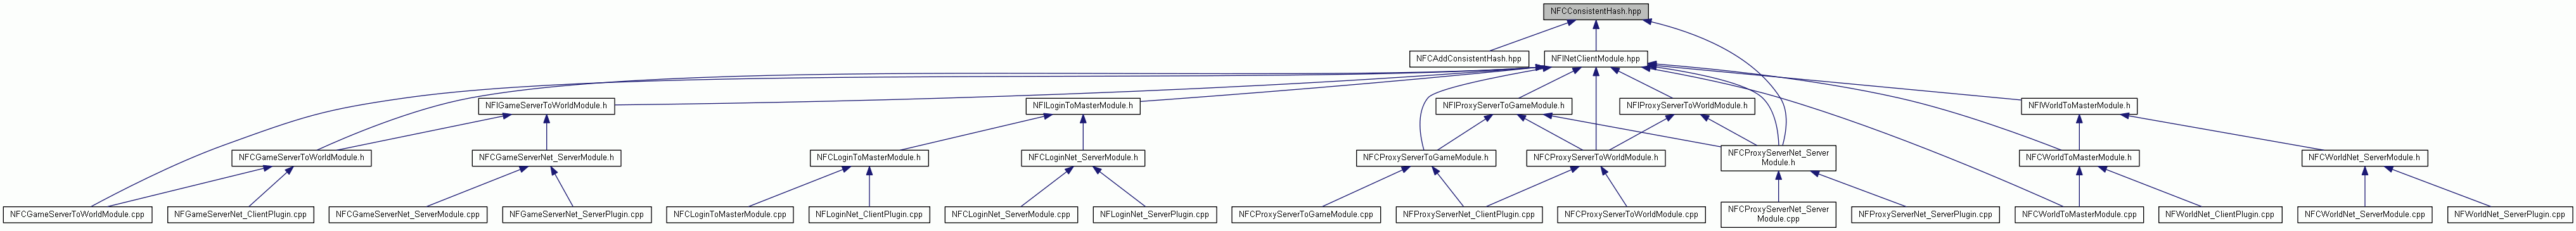 NFCConsistentHash.hpp
NFCAddConsistentHash.hpp
NFINetClientModule.hpp
NFIGameServerToWorldModule.h
NFILoginToMasterModule.h
NFIProxyServerToGameModule.h
NFIProxyServerToWorldModule.h
NFIWorldToMasterModule.h
NFCGameServerToWorldModule.h
NFCGameServerNet_ServerModule.h
NFCLoginToMasterModule.h
NFCLoginNet_ServerModule.h
NFCProxyServerToGameModule.h
NFCProxyServerToWorldModule.h
NFCProxyServerNet_Server
Module.h
NFCWorldToMasterModule.h
NFCWorldNet_ServerModule.h
NFCGameServerToWorldModule.cpp
NFGameServerNet_ClientPlugin.cpp
NFCGameServerNet_ServerModule.cpp
NFGameServerNet_ServerPlugin.cpp
NFCLoginToMasterModule.cpp
NFLoginNet_ClientPlugin.cpp
NFCLoginNet_ServerModule.cpp
NFLoginNet_ServerPlugin.cpp
NFCProxyServerToGameModule.cpp
NFProxyServerNet_ClientPlugin.cpp
NFCProxyServerToWorldModule.cpp
NFCProxyServerNet_Server
Module.cpp
NFProxyServerNet_ServerPlugin.cpp
NFCWorldToMasterModule.cpp
NFWorldNet_ClientPlugin.cpp
NFCWorldNet_ServerModule.cpp
NFWorldNet_ServerPlugin.cpp